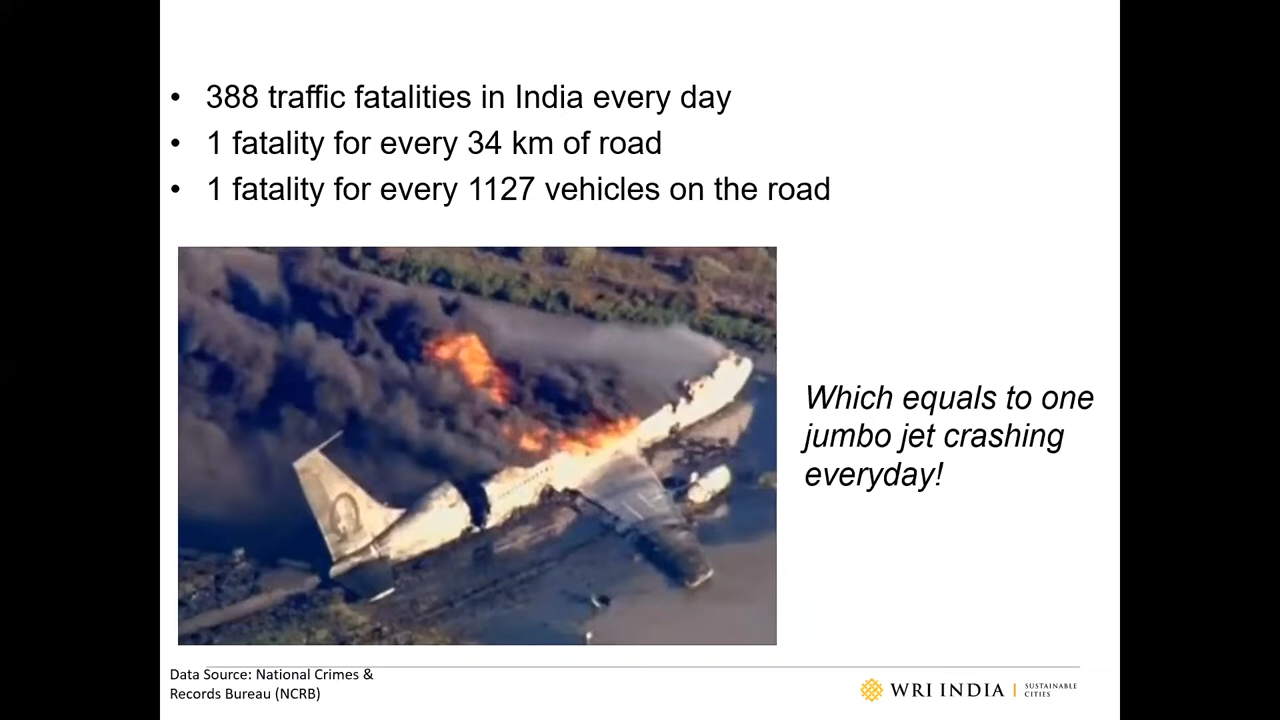 • 388 traffic fatalities in India every day
• 1 fatality for every 34 km of road
• 1 fatality for every 1127 vehicles on the road
Which equals to one
jumbo jet crashing
everyday!
Data Source: National Crimes &
Records Bureau (NCRB)
WRI INDIA | SUSTAINABLE
CITIES